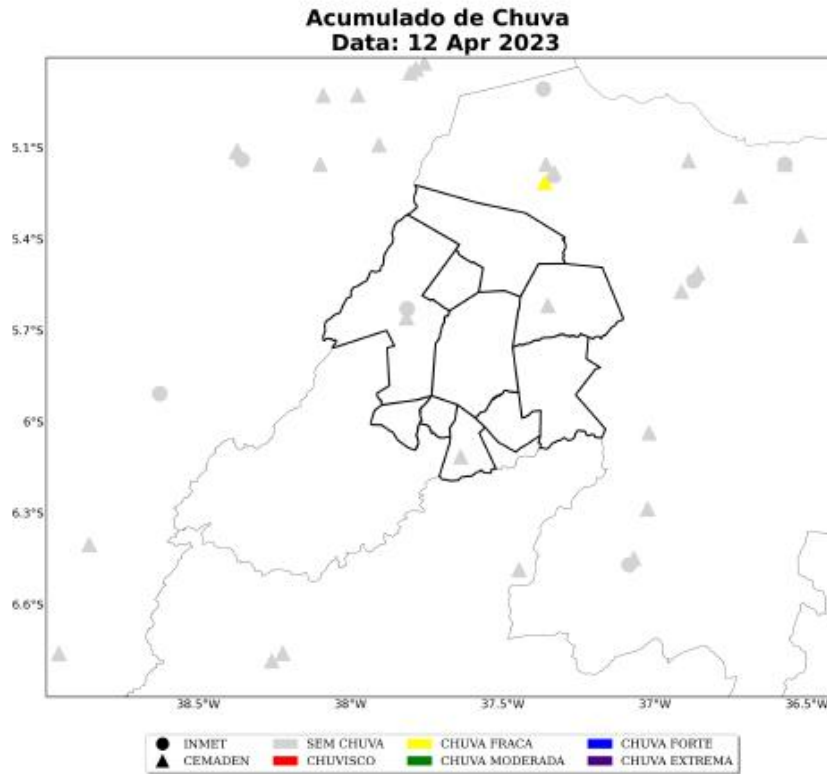 Acumulado de Chuva
Data: 12 Apr 2023
5.1°S
5.4°S
5.7°S
6°S
6.3°S
6.6°S
38.5°W 38°W 37.5°W 37°W 36.5°W
INMET SEM CHUVA CHUVA FRACA CHUVA FORTE
CEMADEN CHUVISCO CHUVA MODERADA CHUVA EXTREMA